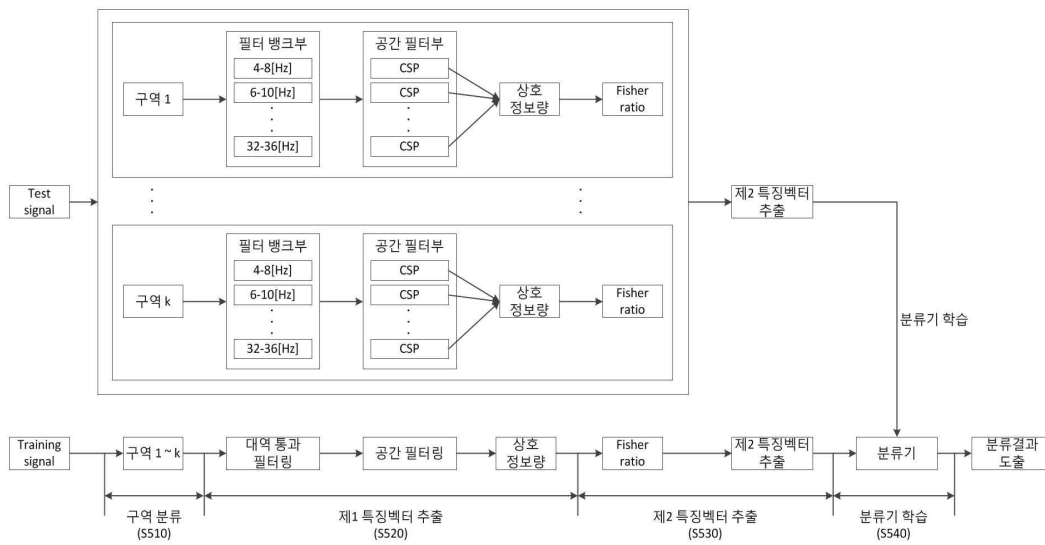 필터 뱅크부
공간 필터부
4-8[Hz]
CSP
구역 1
6-10[Hz]
CSP
상호
정보량
Fisher
ratio
32-36[Hz]
CSP
Test
signal
제2 특징벡터
추출
필터 뱅크부
공간 필터부
4-8[Hz]
CSP
구역 k
6-10[Hz]
CSP
상호
정보량
Fisher
ratio
32-36[Hz]
CSP
분류기 학습
Training
signal
구역 1 ~ k
대역 통과
필터링
공간 필터링
상호
정보량
Fisher
ratio
제2 특징벡터
추출
분류기
분류결과
도출
구역 분류
(S510)
제1 특징벡터 추출
(S520)
제2 특징벡터 추출
(S530)
분류기 학습
(S540)